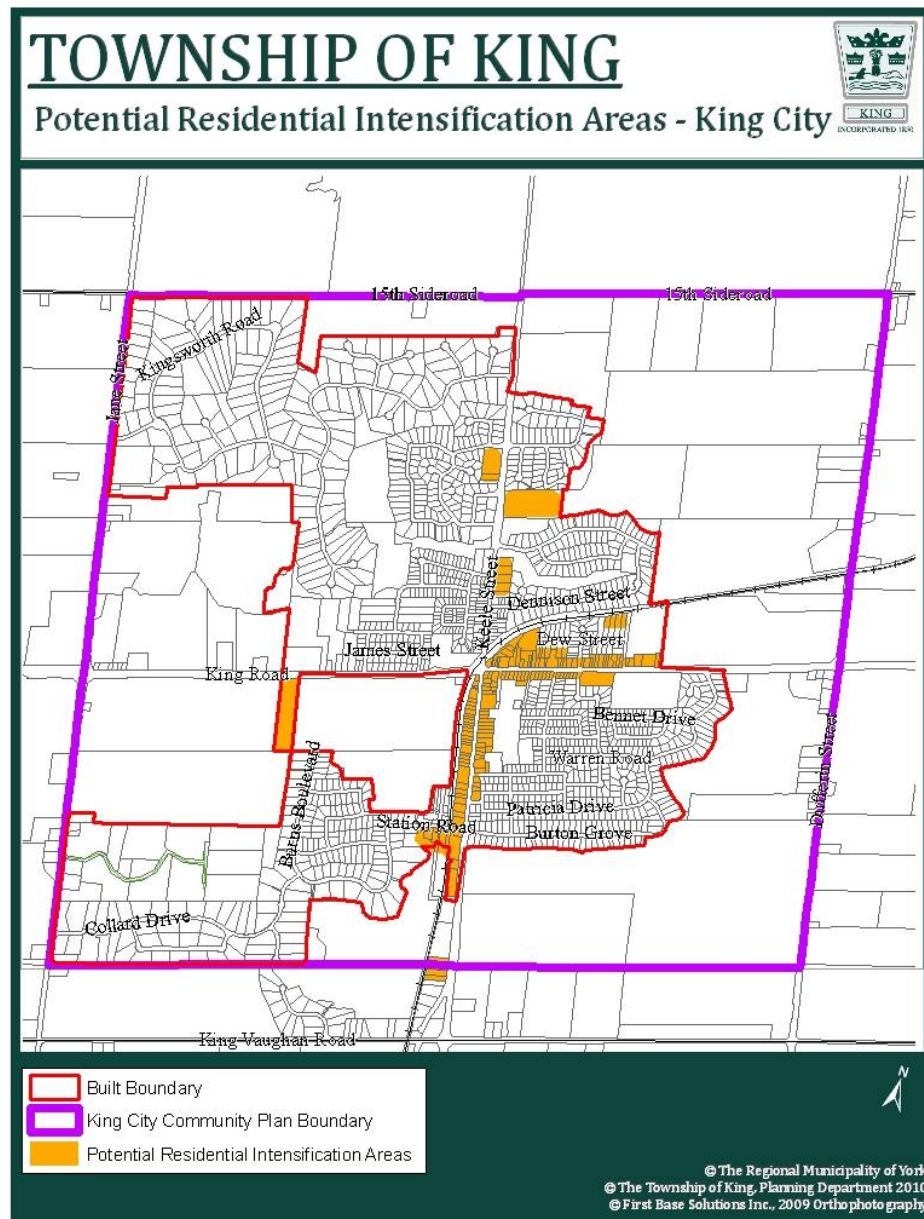 TOWNSHIP OF KING
Potential Residential Intensification Areas - King City
KING
INCORPORATED 1850
15th Sideroad
15th Sideroad
Kingsworth Road
Jane Street
Keele Street
Dennison Street
Dew Street
James Street
King Road
Bennet Drive
Warren Road
Dufferin Street
Burns Boulevard
Patricia Drive
Station Road
Burton Grove
Collard Drive
King Vaughan Road
N
Built Boundary
King City Community Plan Boundary
Potential Residential Intensification Areas
© The Regional Municipality of York
© The Township of King, Planning Department 2010
© First Base Solutions Inc., 2009 Orthophotography